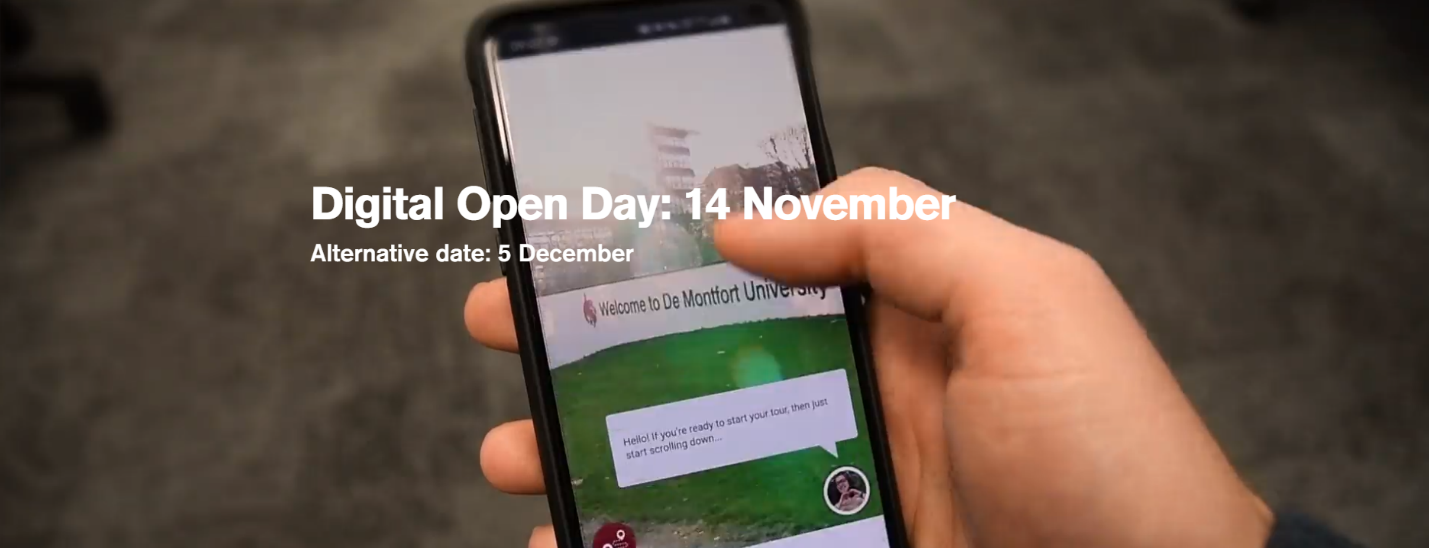 Digital Open Day: 14 November
Alternative date: 5 December
Welcome to De Montfort University
Hello! If you're ready to start your tour, then just
start scrolling down...